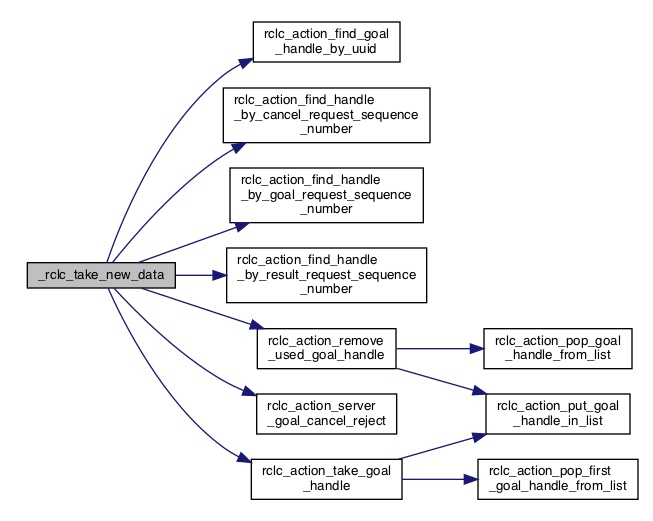 rclc_action_find_goal
_handle_by_uuid
rclc_action_find_handle
_by_cancel_request_sequence
_number
rclc_action_find_handle
_by_goal_request_sequence
_number
_rclc_take_new_data
rclc_action_find_handle
_by_result_request_sequence
_number
rclc_action_remove
_used_goal_handle
rclc_action_pop_goal
_handle_from_list
rclc_action_server
_goal_cancel_reject
rclc_action_put_goal
_handle_in_list
rclc_action_take_goal
_handle
rclc_action_pop_first
_goal_handle_from_list